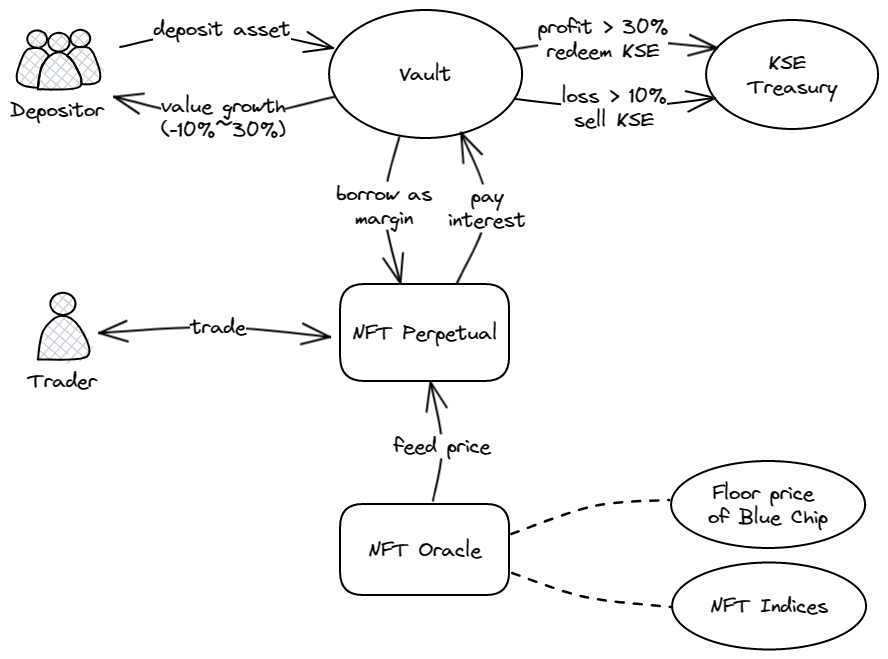 deposit asset
profit > 30%
redeem KSE
Vault
KSE
Treasury
Depositor
value growth
(-10%~30%)
loss > 10%
sell KSE
borrow as
margin
pay
interest
trade
NFT Perpetual
Trader
feed price
Floor price
of Blue Chip
NFT Oracle
NFT Indices